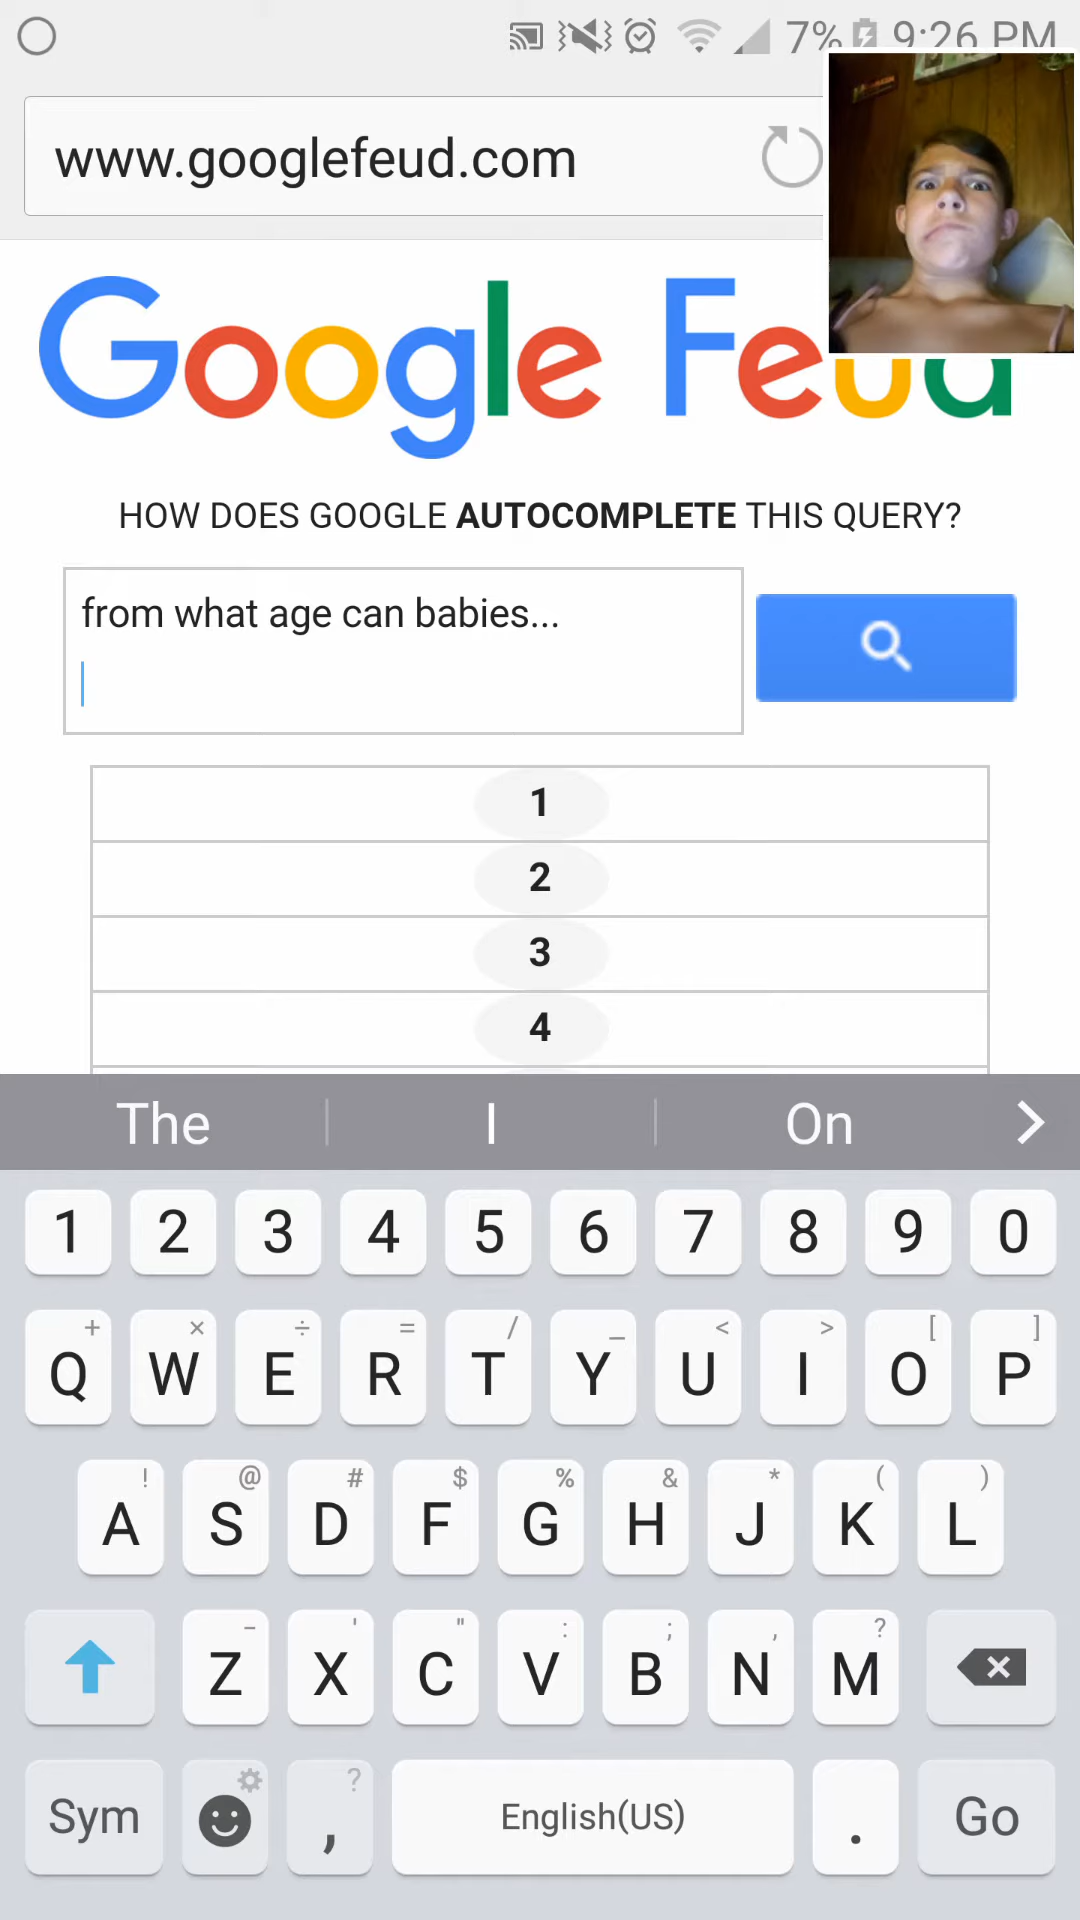 7% 9:26 PM
www.googlefeud.com
Google Feud
HOW DOES GOOGLE AUTOCOMPLETE THIS QUERY?
from what age can babies...
1
2
3
4
The I On
1 2 3 4 5 6 7 8 9 0
+ × ÷ = / _ < > [ ]
Q W E R T Y U I O P
! @ # $ % & * ( )
A S D F G H J K L
- ' " : ; , ?
Z X C V B N M
?
Sym , English(US) . Go